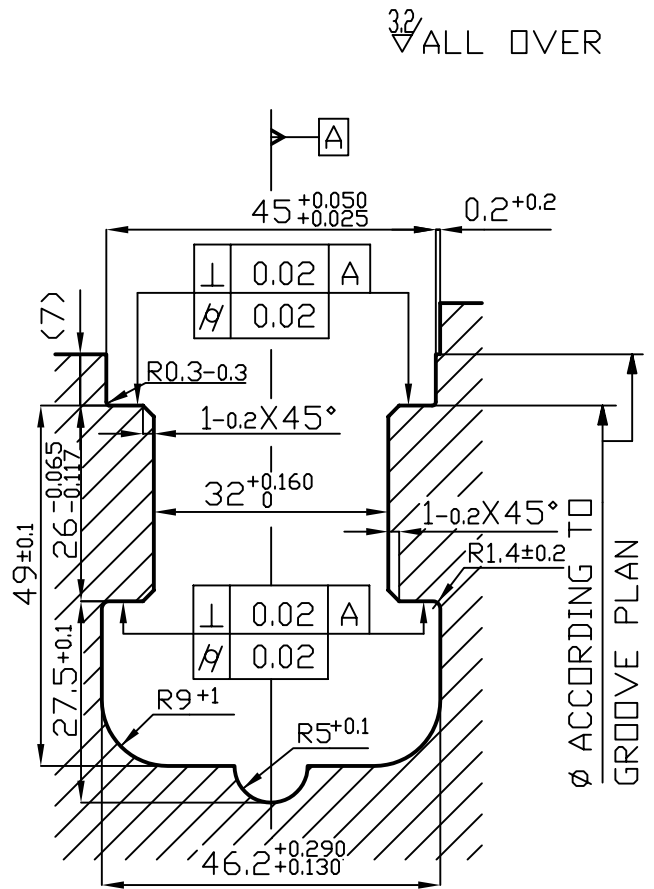 3.2 ALL OVER
A
45 +0.050 +0.025
0.2+0.2
⊥ 0.02 A
⌭ 0.02
(7)
R0.3-0.3
1-0.2X45°
26 -0.065 -0.117
32 +0.160 0
49±0.1
1-0.2X45°
R1.4±0.2
⊥ 0.02 A
⌭ 0.02
27.5+0.1
R9+1
R5+0.1
ø ACCORDING TO
GROOVE PLAN
46.2 +0.290 +0.130